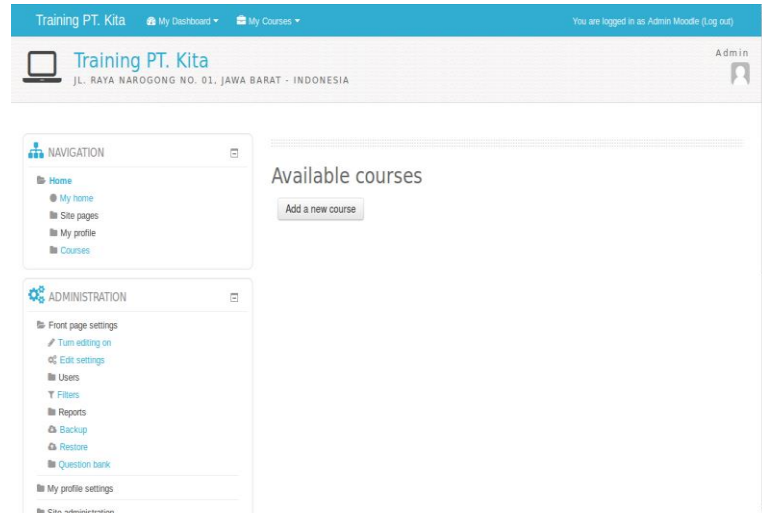 Training PT. Kita My Dashboard My Courses You are logged in as Admin Moodle (Log out)
Training PT. Kita
JL. RAYA NAROGONG NO. 01, JAWA BARAT - INDONESIA
Admin
NAVIGATION
Home
My home
Site pages
My profile
Courses
ADMINISTRATION
Front page settings
Turn editing on
Edit settings
Users
Filters
Reports
Backup
Restore
Question bank
My profile settings
Site administration
Available courses
Add a new course